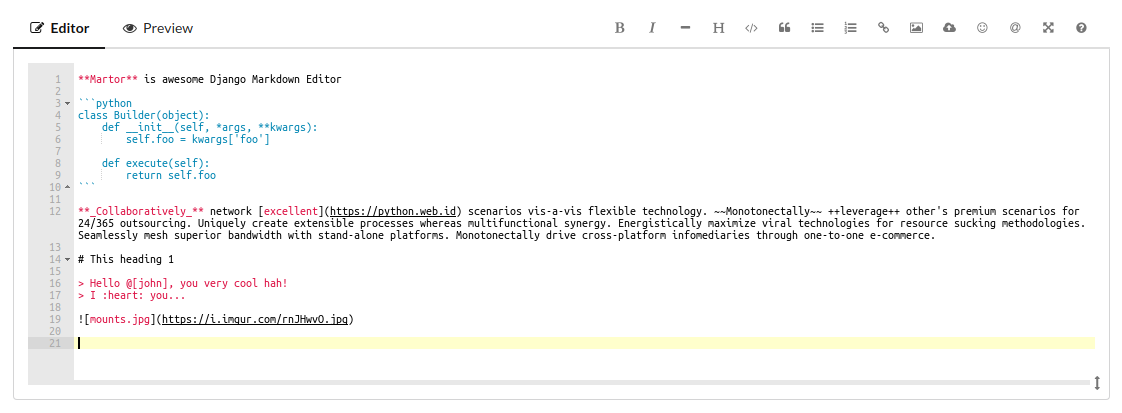 Editor Preview B I H </> @ ?
1 **Martor** is awesome Django Markdown Editor
2
3 ```python
4 class Builder(object):
5     def __init__(self, *args, **kwargs):
6         self.foo = kwargs['foo']
7
8     def execute(self):
9         return self.foo
10 ```
11
12 **_Collaboratively_** network [excellent](https://python.web.id) scenarios vis-a-vis flexible technology. ~~Monotonectally~~ ++leverage++ other's premium scenarios for
24/365 outsourcing. Uniquely create extensible processes whereas multifunctional synergy. Energistically maximize viral technologies for resource sucking methodologies.
Seamlessly mesh superior bandwidth with stand-alone platforms. Monotonectally drive cross-platform infomediaries through one-to-one e-commerce.
13
14 # This heading 1
15
16 > Hello @[john], you very cool hah!
17 > I :heart: you...
18
19 ![mounts.jpg](https://i.imgur.com/rnJHwvO.jpg)
20
21